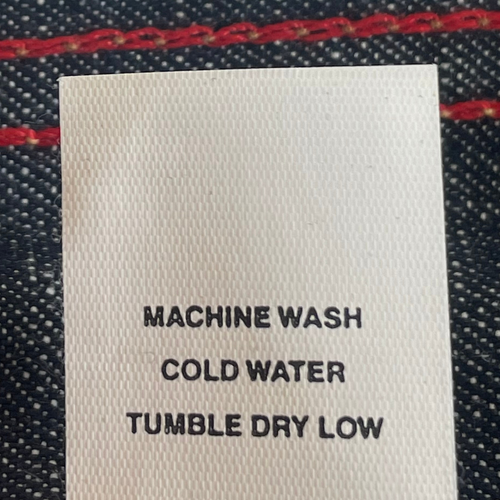 MACHINE WASH
COLD WATER
TUMBLE DRY LOW